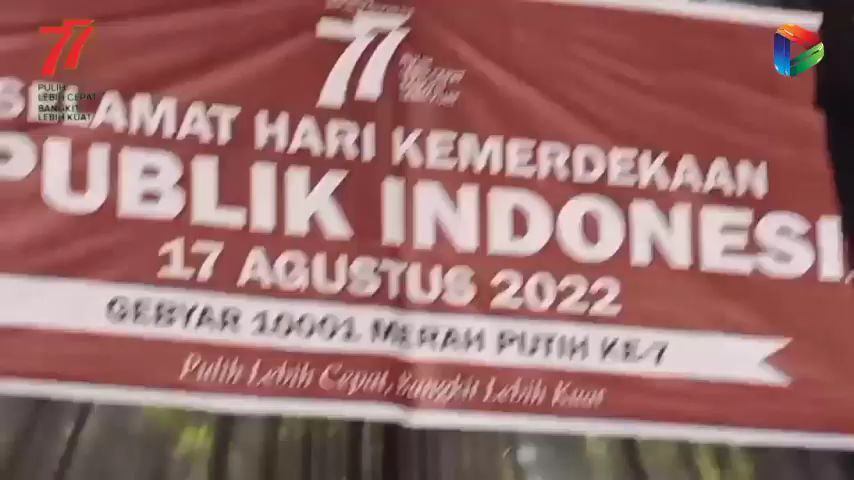 77
PULIH
LEBIH CEPAT
BANGKIT
LEBIH KUAT
77
SELAMAT HARI KEMERDEKAAN
PUBLIK INDONESI
17 AGUSTUS 2022
GEBYAR 10001 MERAH PUTIH KE-7
Pulih Lebih Cepat, Bangkit Lebih Kuat